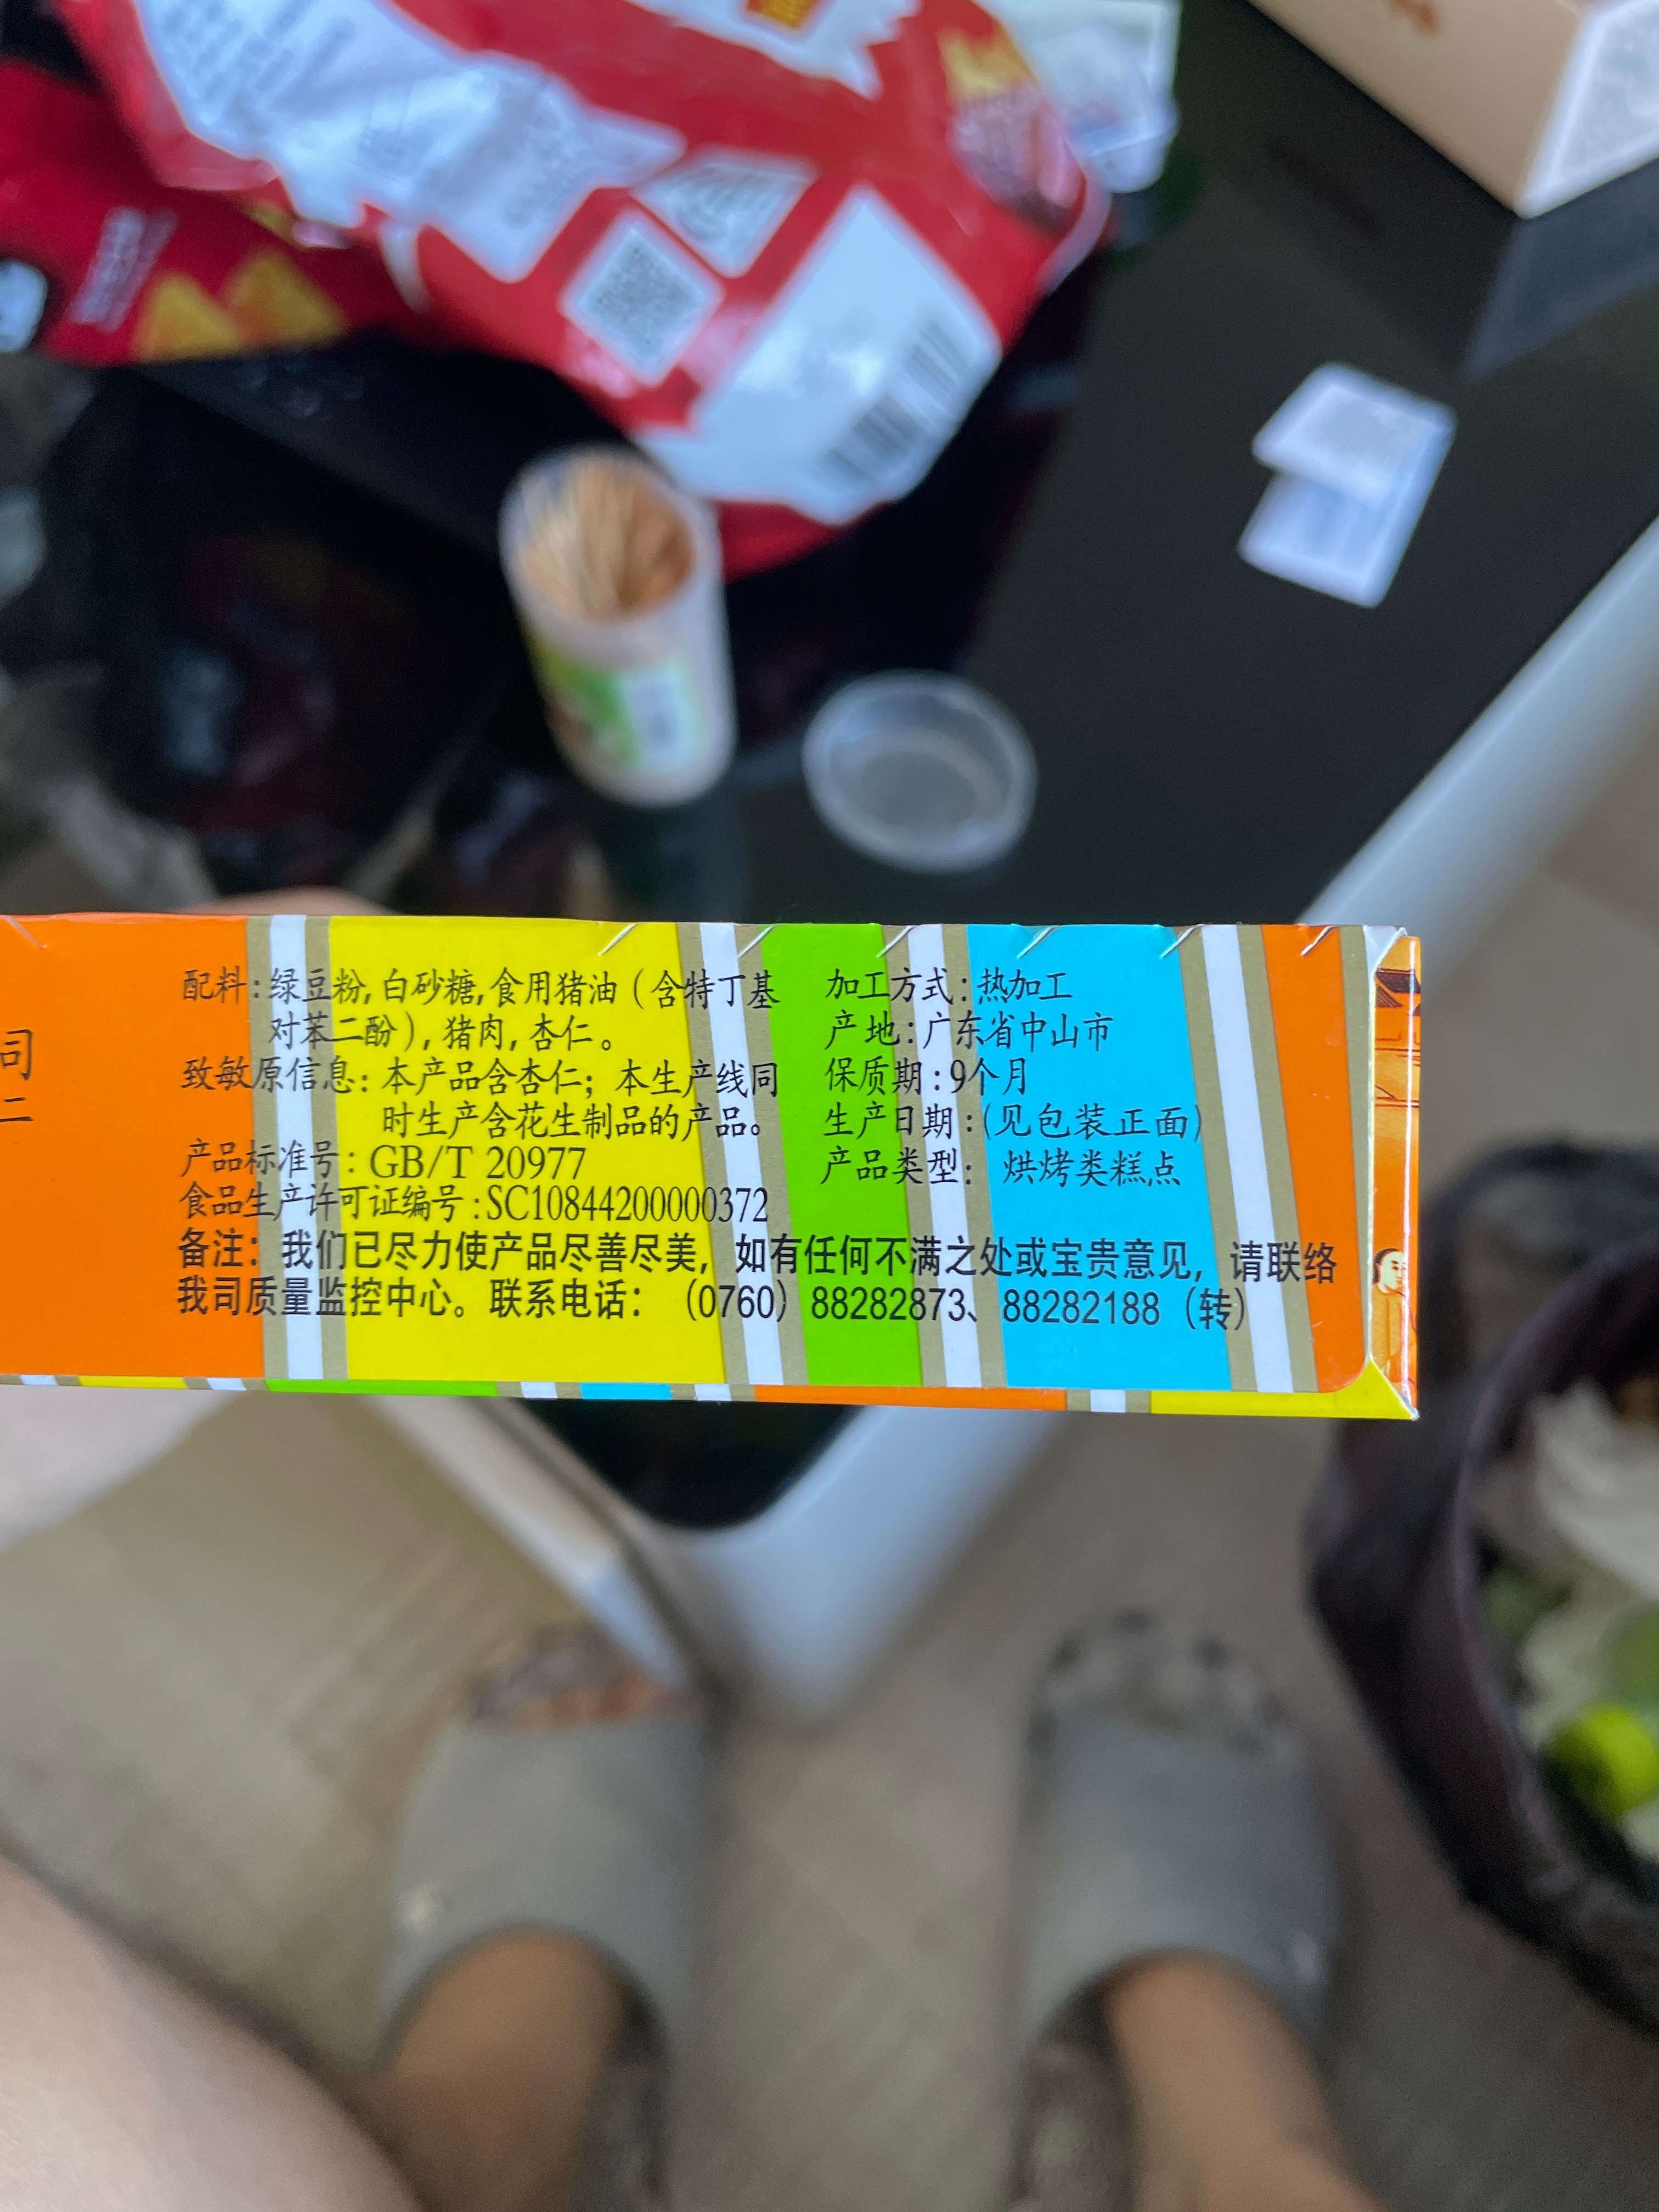 同
二
配料:绿豆粉,白砂糖,食用猪油(含特丁基
对苯二酚),猪肉,杏仁。
致敏原信息:本产品含杏仁;本生产线同
时生产含花生制品的产品。
产品标准号:GB/T 20977
食品生产许可证编号:SC10844200000372
加工方式:热加工
产地:广东省中山市
保质期:9个月
生产日期:(见包装正面)
产品类型:烘烤类糕点
备注:我们已尽力使产品尽善尽美,如有任何不满之处或宝贵意见,请联络
我司质量监控中心。联系电话:(0760)88282873、88282188(转)